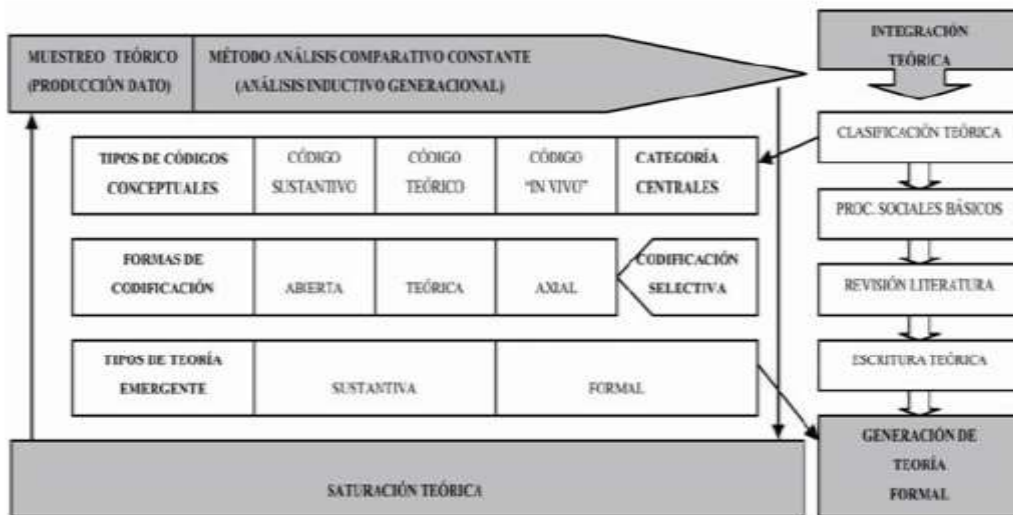 MUESTREO TEÓRICO
(PRODUCCIÓN DATO)
MÉTODO ANÁLISIS COMPARATIVO CONSTANTE
(ANÁLISIS INDUCTIVO GENERACIONAL)
INTEGRACIÓN
TEÓRICA
CLASIFICACIÓN TEÓRICA
PROC. SOCIALES BÁSICOS
REVISIÓN LITERATURA
ESCRITURA TEÓRICA
GENERACIÓN DE
TEORÍA
FORMAL
TIPOS DE CÓDIGOS
CONCEPTUALES
CÓDIGO
SUSTANTIVO
CÓDIGO
TEÓRICO
CÓDIGO
“IN VIVO”
CATEGORÍA
CENTRALES
FORMAS DE
CODIFICACIÓN
ABIERTA
TEÓRICA
AXIAL
CODIFICACIÓN
SELECTIVA
TIPOS DE TEORÍA
EMERGENTE
SUSTANTIVA
FORMAL
SATURACIÓN TEÓRICA